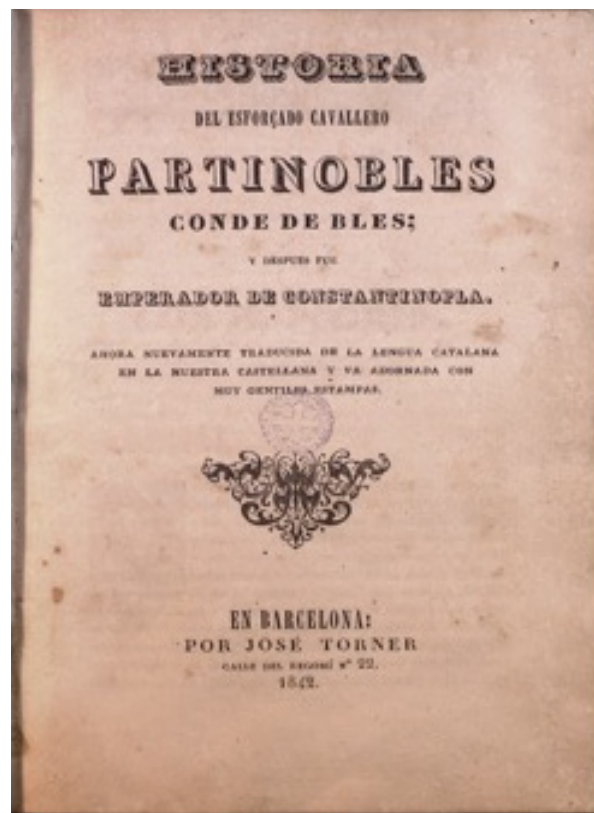 HISTORIA
DEL ESFORÇADO CAVALLERO
PARTINOBLES
CONDE DE BLES;
Y DESPUES FUE
EMPERADOR DE CONSTANTINOPLA.
AHORA NUEVAMENTE TRADUCIDA DE LA LENGUA CATALANA
EN LA NUESTRA CASTELLANA Y VA ADORNADA CON
MUY GENTILES ESTAMPAS.
EN BARCELONA:
POR JOSÉ TORNER
CALLE DEL REGOMÍ Nº 22.
1842.